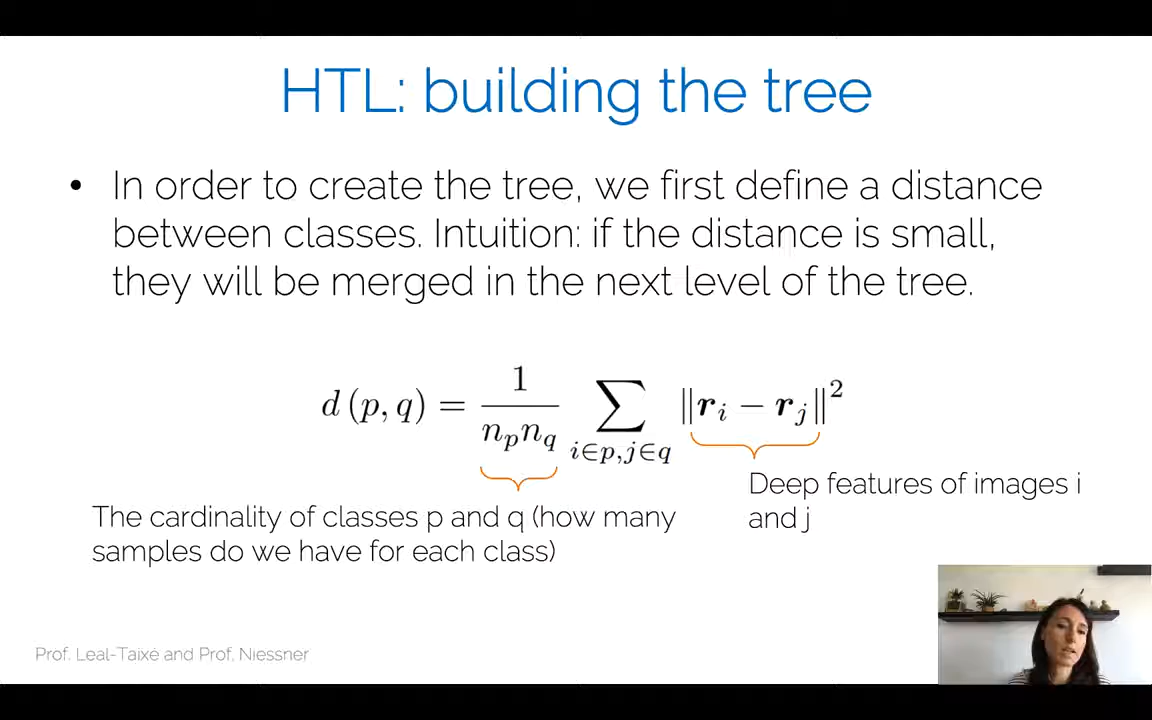 HTL: building the tree
• In order to create the tree, we first define a distance
between classes. Intuition: if the distance is small,
they will be merged in the next level of the tree.
d (p, q) = \frac{1}{n_p n_q} \sum_{i∈p,j∈q} ‖r_i − r_j‖^2
Deep features of images i
and j
The cardinality of classes p and q (how many
samples do we have for each class)
Prof. Leal-Taixé and Prof. Niessner